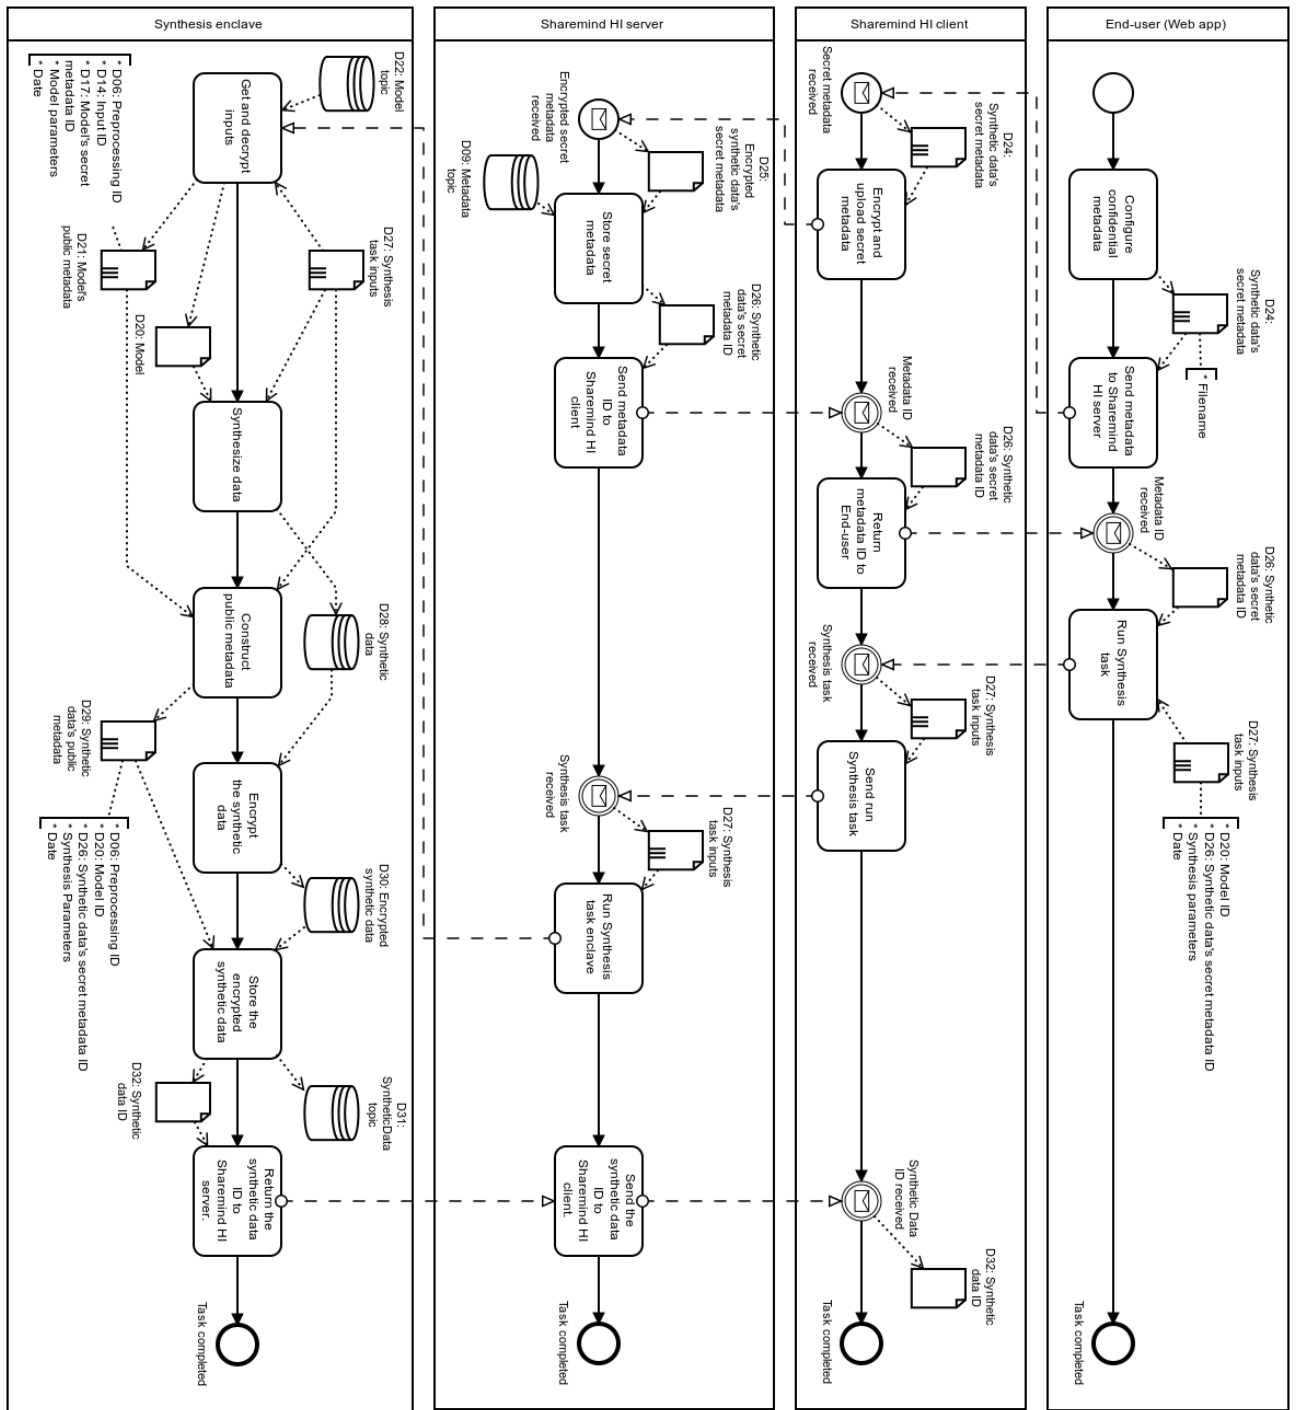 Synthesis enclave
Sharemind HI server
Sharemind HI client
End-user (Web app)
* D06: Preprocessing ID
* D14: Input ID
* D17: Model's secret
metadata ID
* Model parameters
* Date
D22: Model
topic
Get and decrypt
inputs
D21: Model's
public metadata
D27: Synthesis
task inputs
D20: Model
Synthesize data
Construct
public metadata
D28: Synthetic
data
D29: Synthetic
data's public
metadata
* D06: Preprocessing ID
* D20: Model ID
* D26: Synthetic data's secret metadata ID
* Synthesis Parameters
* Date
Encrypt
the synthetic
data
D30: Encrypted
synthetic data
Store the
encrypted
synthetic data
D32: Synthetic
data ID
D31:
SyntheticData
topic
Return the
synthetic data
ID to
Sharemind HI
server.
Task completed
Encrypted secret
metadata
received
D25:
Encrypted
synthetic data's
secret metadata
D09: Metadata
topic
Store secret
metadata
D26: Synthetic
data's secret
metadata ID
Send metadata
ID to
Sharemind HI
client
Synthesis task
received
D27: Synthesis
task inputs
Run Synthesis
task enclave
Send the
synthetic data
ID to
Sharemind HI
client.
Task completed
Secret metadata
received
D24:
Synthetic data's
secret metadata
Encrypt and
upload secret
metadata
Metadata ID
received
D26: Synthetic
data's secret
metadata ID
Return
metadata ID to
End-user
Synthesis task
received
D27: Synthesis
task inputs
Send run
Synthesis task
Synthetic Data
ID received
D32: Synthetic
data ID
Task completed
Configure
confidential
metadata
D24:
Synthetic data's
secret metadata
* Filename
Send metadata
to Sharemind
HI server
Metadata ID
received
D26: Synthetic
data's secret
metadata ID
Run Synthesis
task
D27: Synthesis
task inputs
* D20: Model ID
* D26: Synthetic data's secret metadata ID
* Synthesis parameters
* Date
Task completed